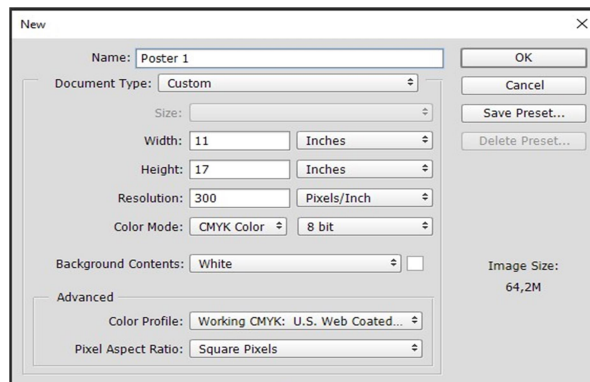 New
Name: Poster 1
OK
Document Type: Custom
Cancel
Size:
Save Preset...
Width: 11 Inches
Delete Preset...
Height: 17 Inches
Resolution: 300 Pixels/Inch
Color Mode: CMYK Color 8 bit
Background Contents: White
Image Size:
64,2M
Advanced
Color Profile: Working CMYK: U.S. Web Coated...
Pixel Aspect Ratio: Square Pixels